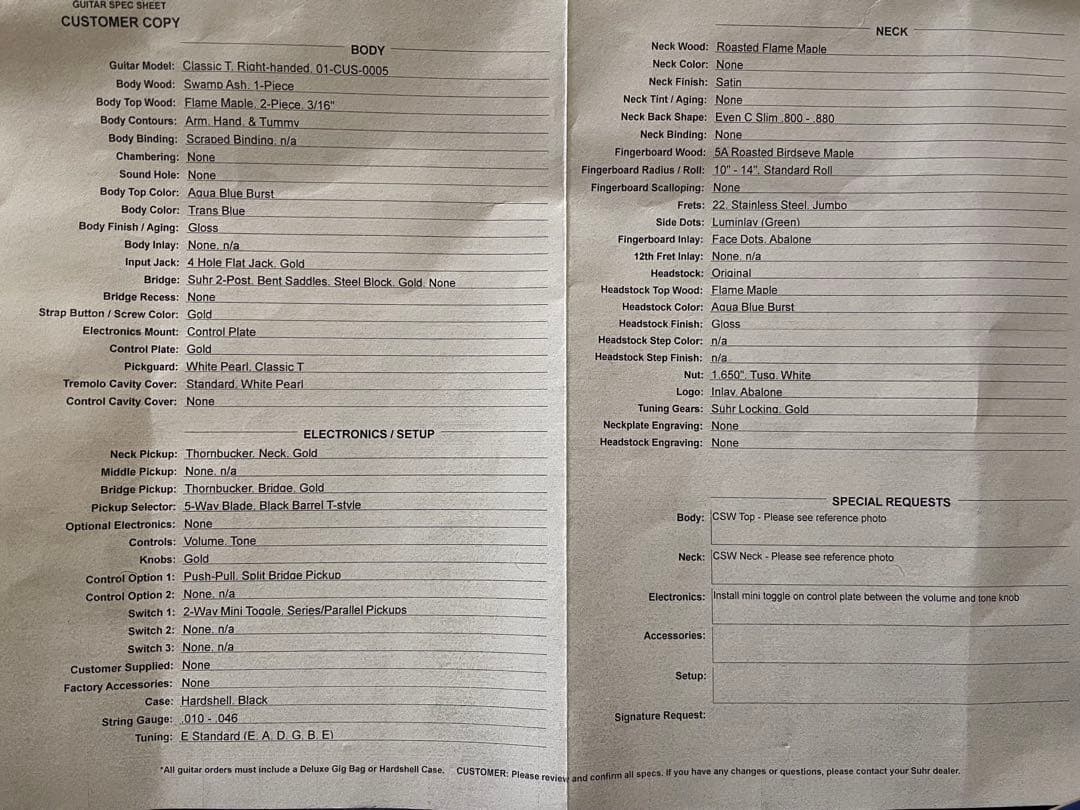 GUITAR SPEC SHEET
CUSTOMER COPY
BODY
Guitar Model: Classic T, Right-handed, 01-CUS-0005
Body Wood: Swamp Ash, 1-Piece
Body Top Wood: Flame Maple, 2-Piece, 3/16"
Body Contours: Arm, Hand, & Tummy
Body Binding: Scraped Binding, n/a
Chambering: None
Sound Hole: None
Body Top Color: Aqua Blue Burst
Body Color: Trans Blue
Body Finish / Aging: Gloss
Body Inlay: None, n/a
Input Jack: 4 Hole Flat Jack, Gold
Bridge: Suhr 2-Post, Bent Saddles, Steel Block, Gold, None
Bridge Recess: None
Strap Button / Screw Color: Gold
Electronics Mount: Control Plate
Control Plate: Gold
Pickguard: White Pearl, Classic T
Tremolo Cavity Cover: Standard, White Pearl
Control Cavity Cover: None
ELECTRONICS / SETUP
Neck Pickup: Thornbucker, Neck, Gold
Middle Pickup: None, n/a
Bridge Pickup: Thornbucker, Bridge, Gold
Pickup Selector: 5-Way Blade, Black Barrel T-style
Optional Electronics: None
Controls: Volume, Tone
Knobs: Gold
Control Option 1: Push-Pull, Split Bridge Pickup
Control Option 2: None, n/a
Switch 1: 2-Way Mini Toggle, Series/Parallel Pickups
Switch 2: None, n/a
Switch 3: None, n/a
Customer Supplied: None
Factory Accessories: None
Case: Hardshell, Black
String Gauge: .010 - .046
Tuning: E Standard (E, A, D, G, B, E)
NECK
Neck Wood: Roasted Flame Maple
Neck Color: None
Neck Finish: Satin
Neck Tint / Aging: None
Neck Back Shape: Even C Slim .800 - .880
Neck Binding: None
Fingerboard Wood: 5A Roasted Birdseye Maple
Fingerboard Radius / Roll: 10" - 14", Standard Roll
Fingerboard Scalloping: None
Frets: 22, Stainless Steel, Jumbo
Side Dots: Luminlay (Green)
Fingerboard Inlay: Face Dots, Abalone
12th Fret Inlay: None, n/a
Headstock: Original
Headstock Top Wood: Flame Maple
Headstock Color: Aqua Blue Burst
Headstock Finish: Gloss
Headstock Step Color: n/a
Headstock Step Finish: n/a
Nut: 1.650", Tusq, White
Logo: Inlay, Abalone
Tuning Gears: Suhr Locking, Gold
Neckplate Engraving: None
Headstock Engraving: None
SPECIAL REQUESTS
Body: CSW Top - Please see reference photo
Neck: CSW Neck - Please see reference photo
Electronics: Install mini toggle on control plate between the volume and tone knob
Accessories:
Setup:
Signature Request:
*All guitar orders must include a Deluxe Gig Bag or Hardshell Case. CUSTOMER: Please review and confirm all specs. If you have any changes or questions, please contact your Suhr dealer.